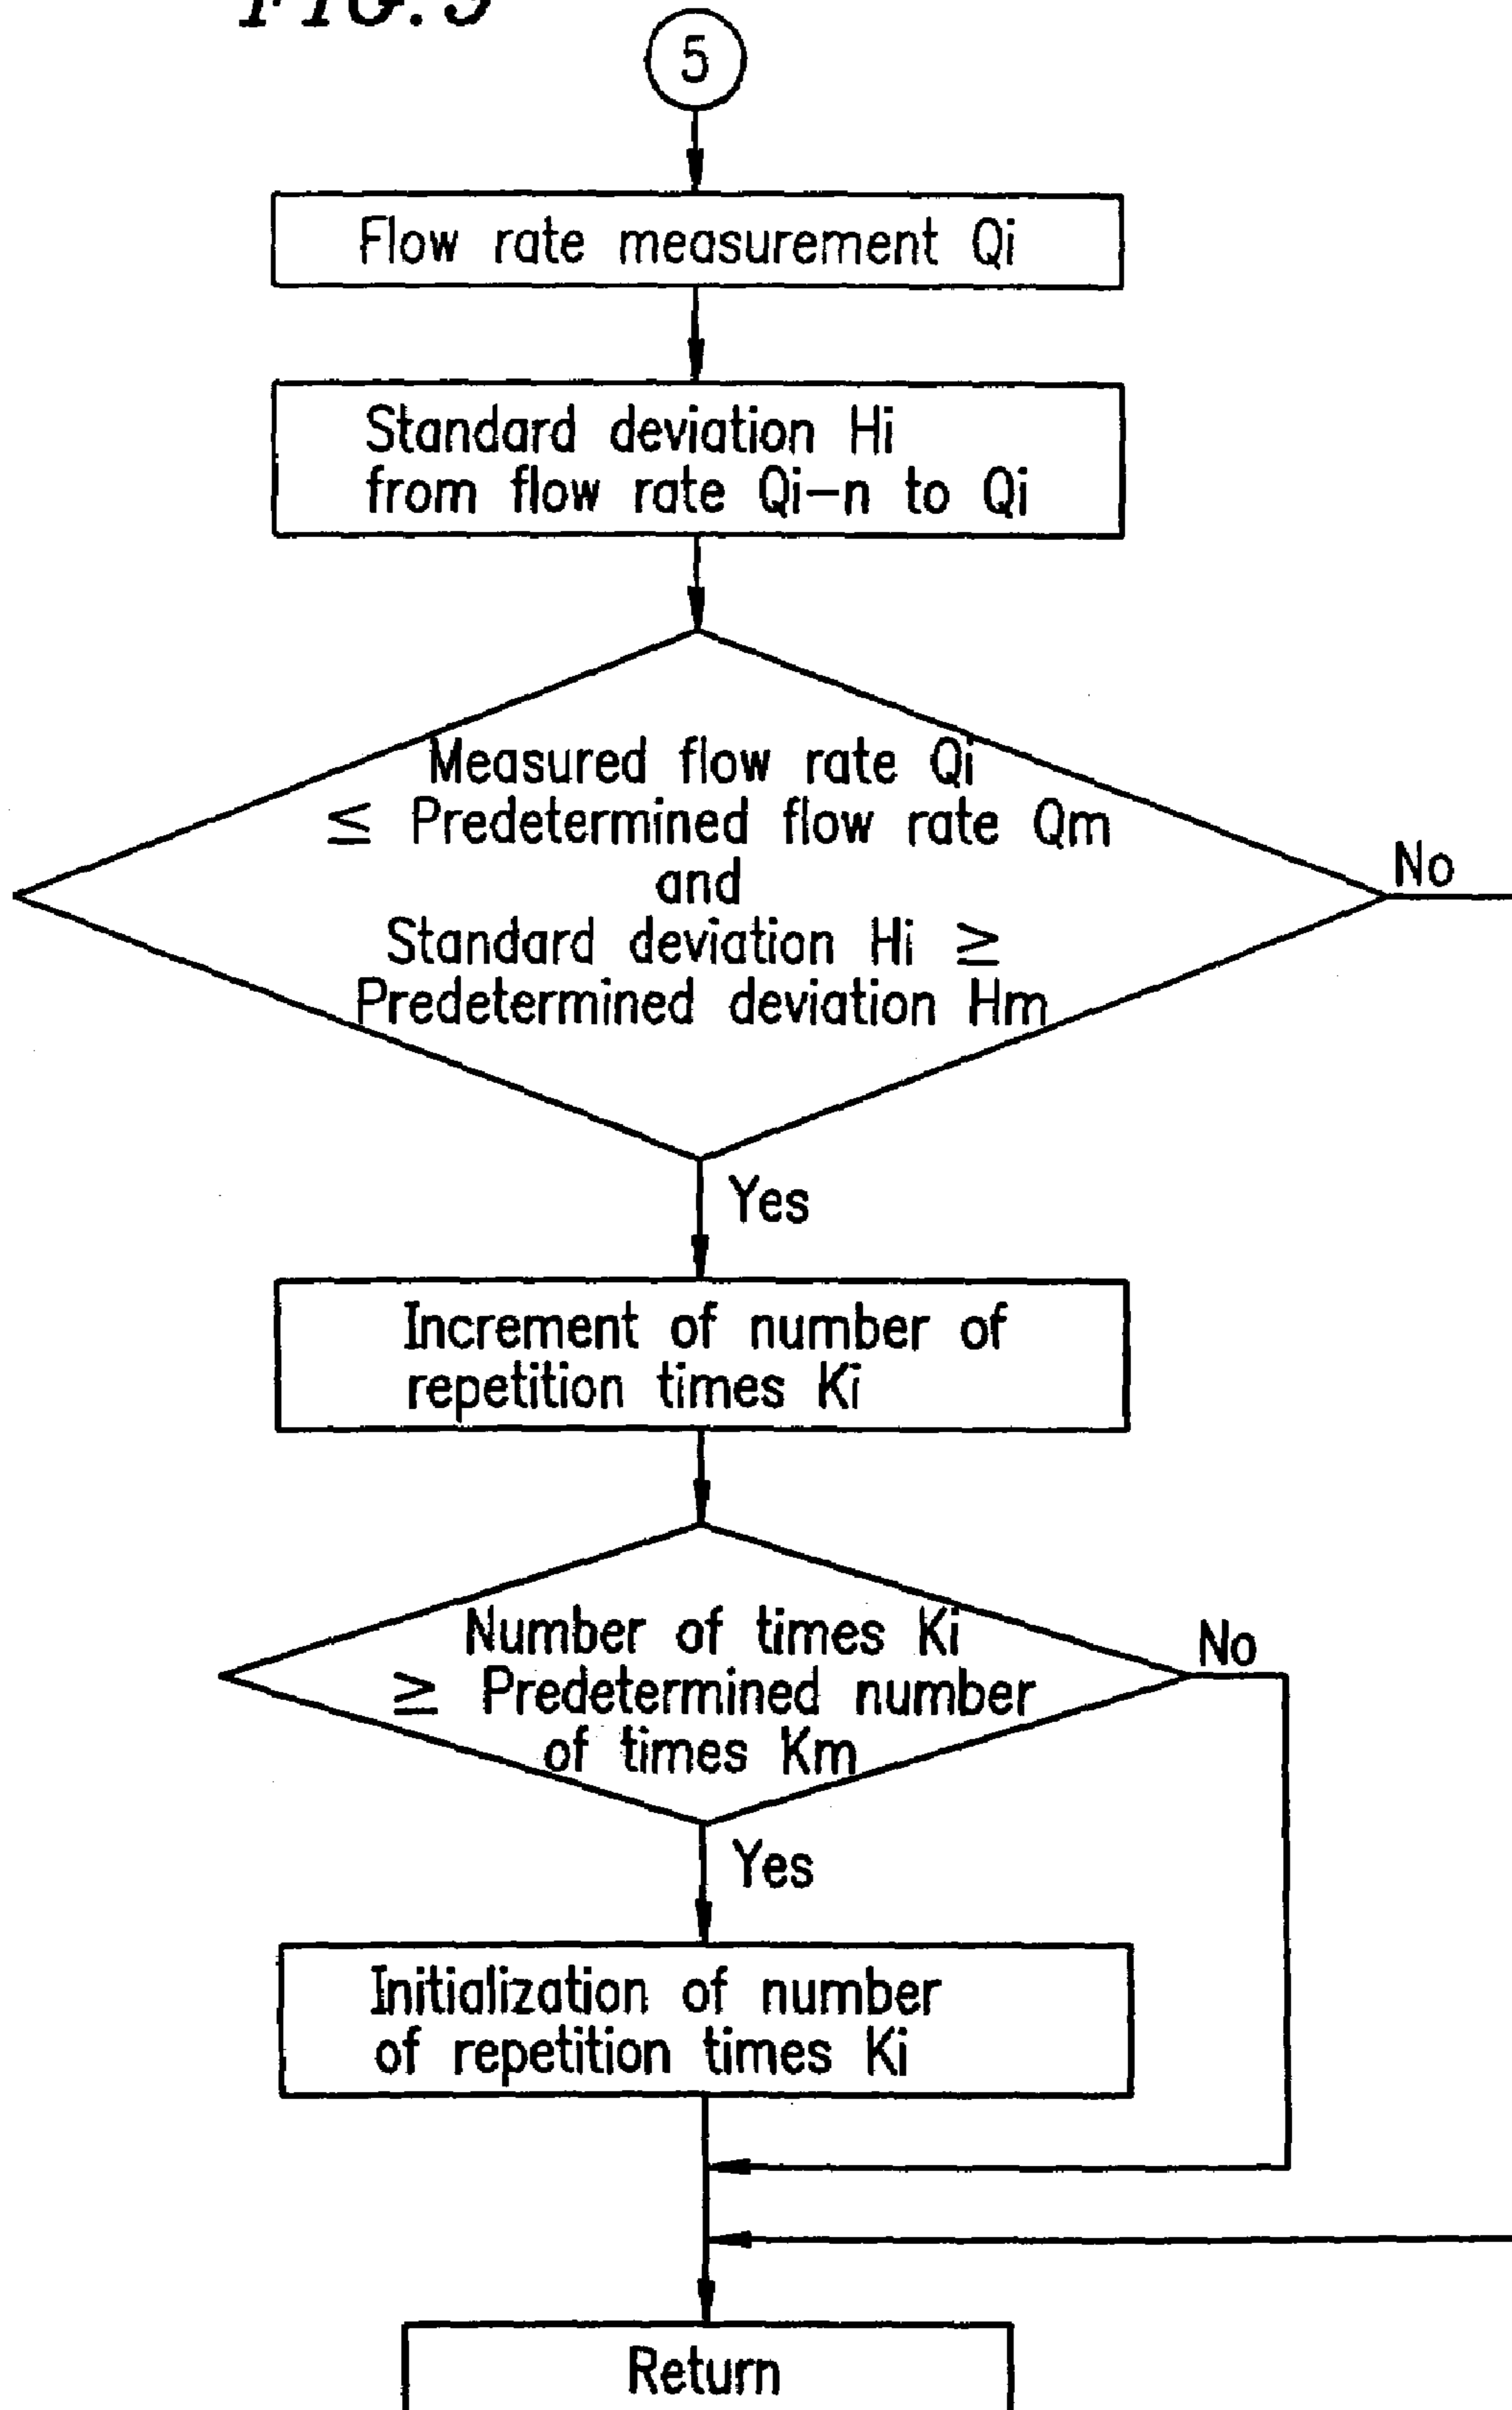 FIG. 5
5
Flow rate measurement Qi
Standard deviation Hi
from flow rate Qi-n to Qi
Measured flow rate Qi
≦ Predetermined flow rate Qm
and
Standard deviation Hi ≧
Predetermined deviation Hm
No
Yes
Increment of number of
repetition times Ki
Number of times Ki
≧ Predetermined number
of times Km
No
Yes
Initialization of number
of repetition times Ki
Return